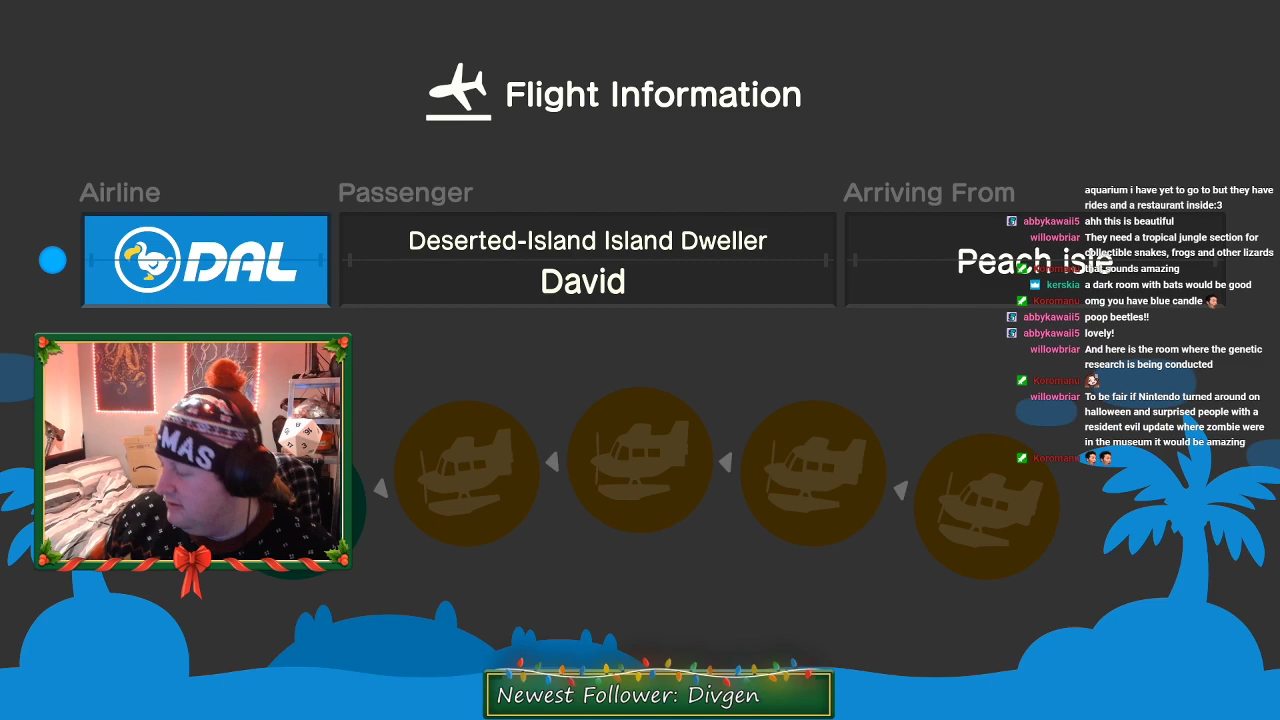 Flight Information
Airline
Passenger
Arriving From
DAL
Deserted-Island Island Dweller
David
Peach isle
aquarium i have yet to go to but they have
rides and a restaurant inside:3
abbykawaii5 ahh this is beautiful
willowbriar They need a tropical jungle section for
collectible snakes, frogs and other lizards
Koromanu that sounds amazing
kerskia a dark room with bats would be good
Koromanu omg you have blue candle
abbykawaii5 poop beetles!!
abbykawaii5 lovely!
willowbriar And here is the room where the genetic
research is being conducted
Koromanu
willowbriar To be fair if Nintendo turned around on
halloween and surprised people with a
resident evil update where zombie were
in the museum it would be amazing
Koromanu
MAS
Newest Follower: Divgen